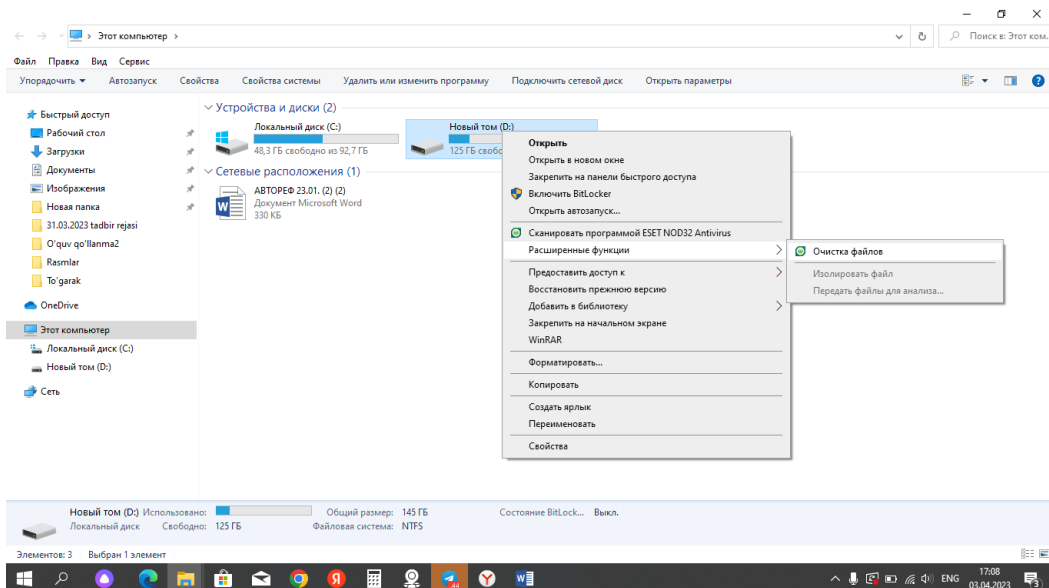 Этот компьютер
Поиск в: Этот ком...
Файл Правка Вид Сервис
Упорядочить Автозапуск Свойства Свойства системы Удалить или изменить программу Подключить сетевой диск Открыть параметры
Быстрый доступ
Рабочий стол
Загрузки
Документы
Изображения
Новая папка
31.03.2023 tadbir rejasi
O'quv qo'llanma2
Rasmlar
To'garak
OneDrive
Этот компьютер
Локальный диск (C:)
Новый том (D:)
Сеть
Устройства и диски (2)
Локальный диск (C:)
48,3 ГБ свободно из 92,7 ГБ
Новый том (D:)
125 ГБ своб
Сетевые расположения (1)
АВТОРЕФ 23.01. (2) (2)
Документ Microsoft Word
330 КБ
Открыть
Открыть в новом окне
Закрепить на панели быстрого доступа
Включить BitLocker
Открыть автозапуск...
Сканировать программой ESET NOD32 Antivirus
Расширенные функции
Предоставить доступ к
Восстановить прежнюю версию
Добавить в библиотеку
Закрепить на начальном экране
WinRAR
Форматировать...
Копировать
Создать ярлык
Переименовать
Свойства
Очистка файлов
Изолировать файл
Передать файлы для анализа...
Новый том (D:) Использовано: Общий размер: 145 ГБ Состояние BitLock... Выкл.
Локальный диск Свободно: 125 ГБ Файловая система: NTFS
Элементов: 3 Выбран 1 элемент
ENG
17:08
03.04.2023